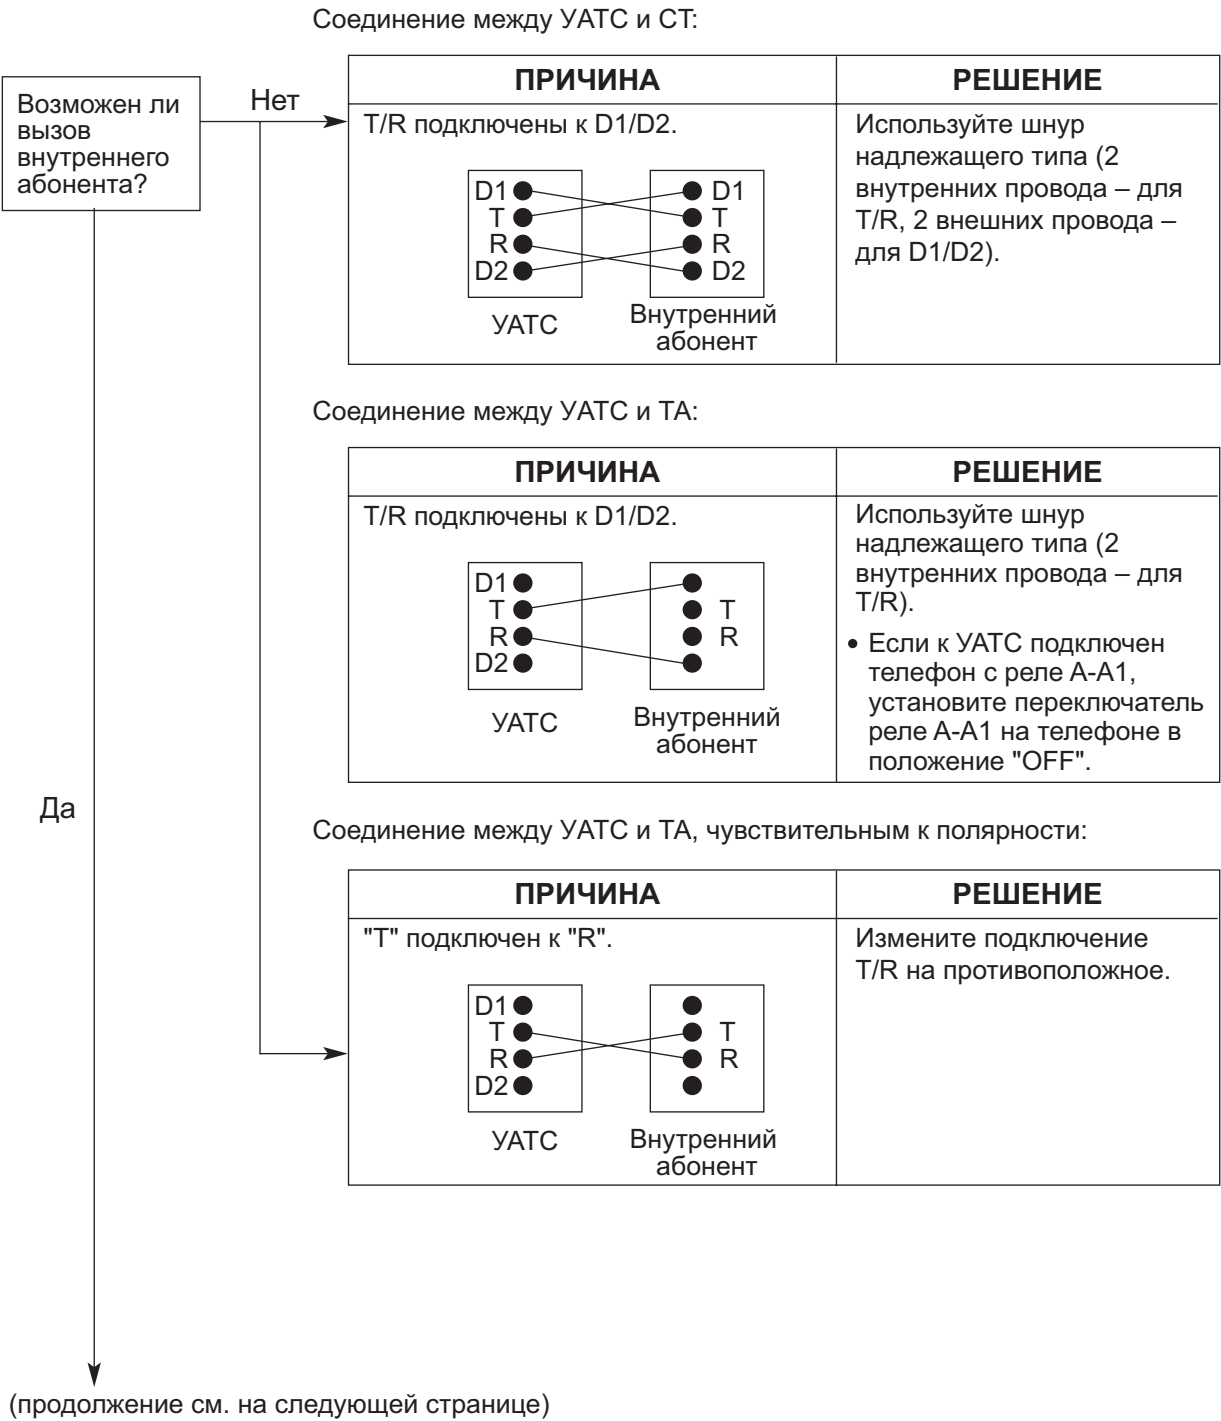 Соединение между УАТС и СТ:
Возможен ли
вызов
внутреннего
абонента?
Нет
ПРИЧИНА
РЕШЕНИЕ
T/R подключены к D1/D2.
D1
T
R
D2
D1
T
R
D2
УАТС
Внутренний
абонент
Используйте шнур
надлежащего типа (2
внутренних провода – для
T/R, 2 внешних провода –
для D1/D2).
Соединение между УАТС и ТА:
ПРИЧИНА
РЕШЕНИЕ
T/R подключены к D1/D2.
D1
T
R
D2
T
R
УАТС
Внутренний
абонент
Используйте шнур
надлежащего типа (2
внутренних провода – для
T/R).
• Если к УАТС подключен
телефон с реле A-A1,
установите переключатель
реле A-A1 на телефоне в
положение "OFF".
Да
Соединение между УАТС и ТА, чувствительным к полярности:
ПРИЧИНА
РЕШЕНИЕ
"T" подключен к "R".
D1
T
R
D2
T
R
УАТС
Внутренний
абонент
Измените подключение
T/R на противоположное.
(продолжение см. на следующей странице)